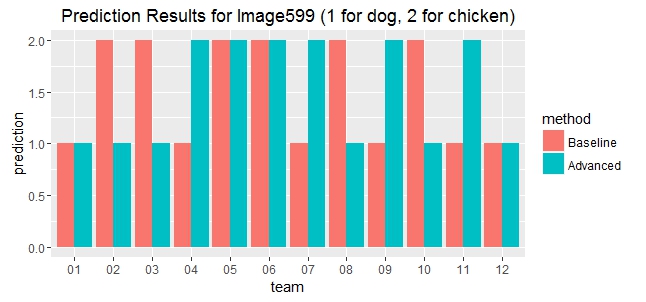 Prediction Results for Image599 (1 for dog, 2 for chicken)
prediction
2.0
1.5
1.0
0.5
0.0
01 02 03 04 05 06 07 08 09 10 11 12
team
method
Baseline
Advanced